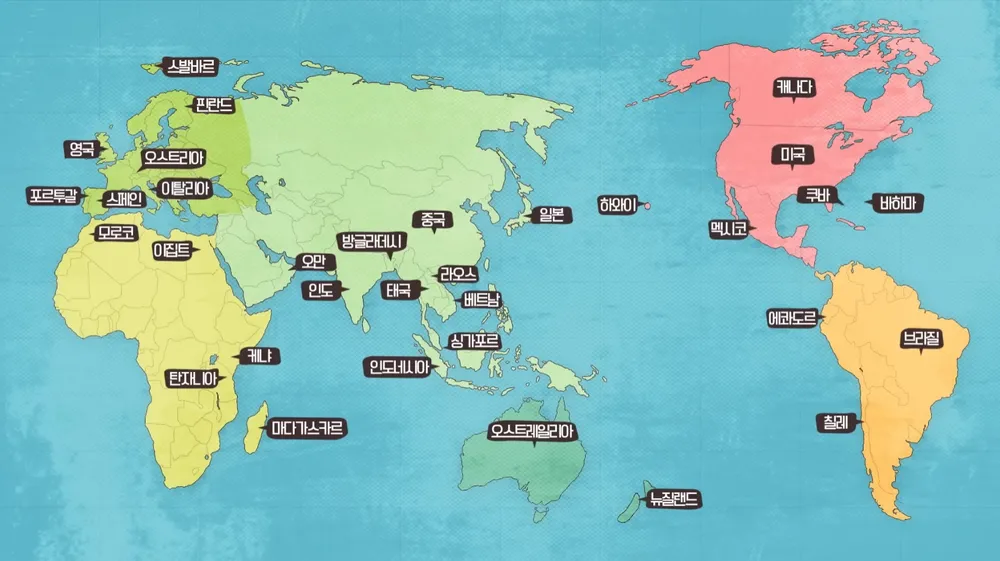 스발바르
핀란드
캐나다
영국
오스트리아
미국
포르투갈
스페인
이탈리아
쿠바
바하마
하와이
일본
중국
멕시코
모로코
이집트
방글라데시
오만
라오스
인도
태국
베트남
에콰도르
브라질
싱가포르
케냐
인도네시아
탄자니아
마다가스카르
오스트레일리아
칠레
뉴질랜드